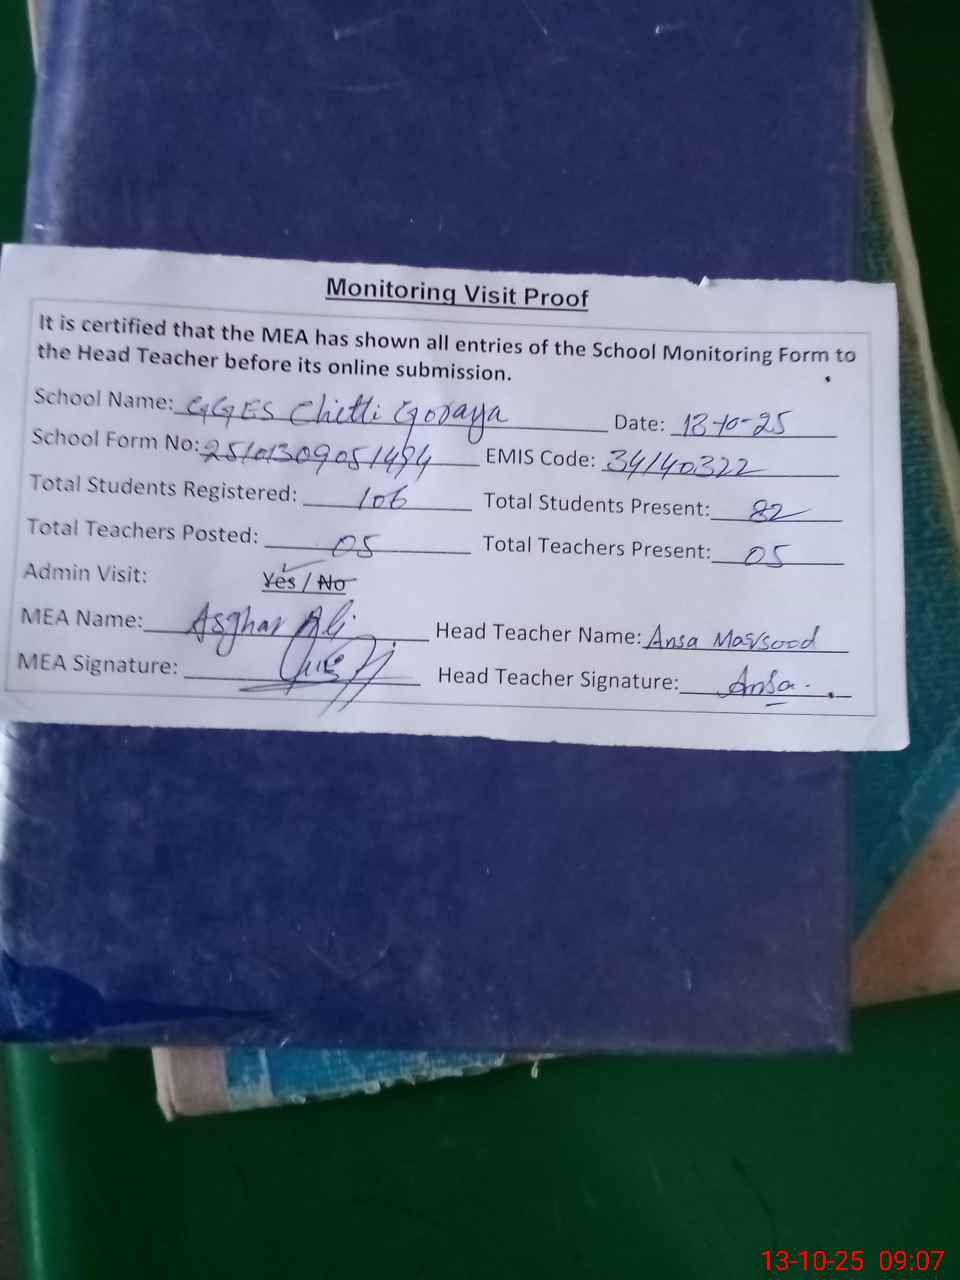 Monitoring Visit Proof
It is certified that the MEA has shown all entries of the School Monitoring Form to
the Head Teacher before its online submission.
School Name: GGES Chitti Goraya Date: 13-10-25
School Form No: 2510130905 1494 EMIS Code: 34140322
Total Students Registered: 106 Total Students Present: 82
Total Teachers Posted: 05 Total Teachers Present: 05
Admin Visit: Yes / No
MEA Name: Asghar Ali Head Teacher Name: Ansa Maqsood
MEA Signature: Head Teacher Signature: Ansa.
13-10-25 09:07